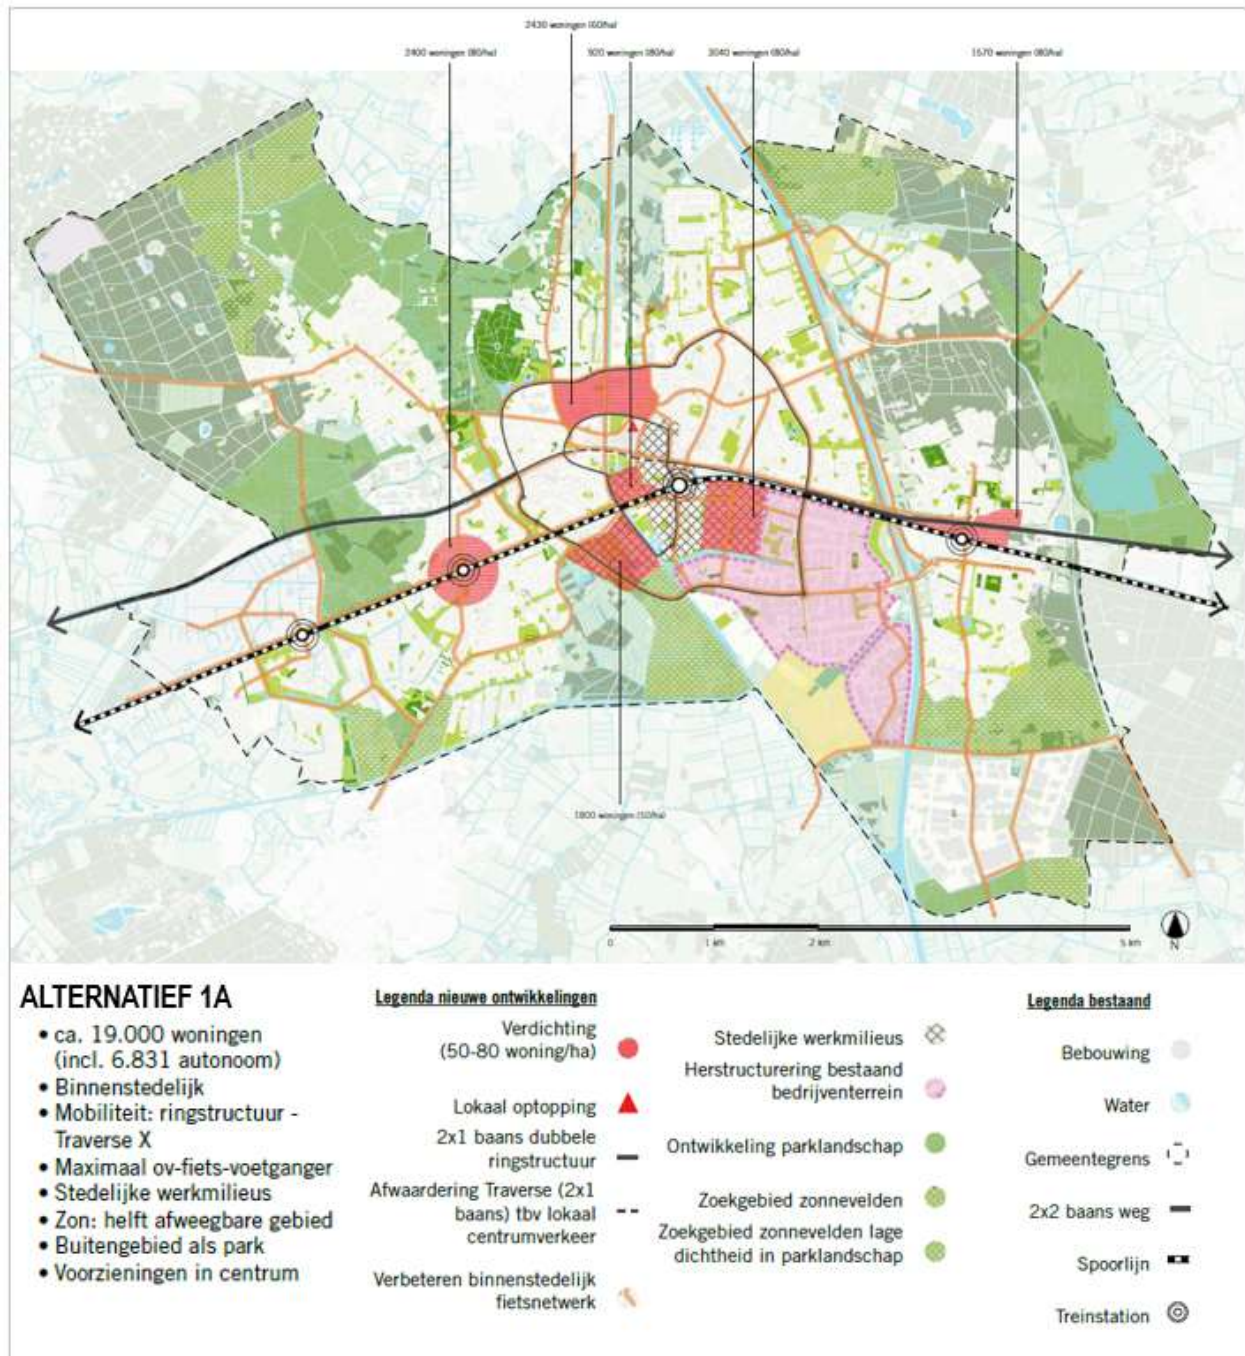 2430 woningen (60/ha)
2400 woningen (80/ha)
920 woningen (80/ha)
3040 woningen (80/ha)
1570 woningen (80/ha)
1800 woningen (50/ha)
0
1 km
2 km
5 km
N
ALTERNATIEF 1A
• ca. 19.000 woningen
(incl. 6.831 autonoom)
• Binnenstedelijk
• Mobiliteit: ringstructuur -
Traverse X
• Maximaal ov-fiets-voetganger
• Stedelijke werkmilieus
• Zon: helft afweegbare gebied
• Buitengebied als park
• Voorzieningen in centrum
Legenda nieuwe ontwikkelingen
Verdichting
(50-80 woning/ha)
Lokaal optopping
2x1 baans dubbele
ringstructuur
Afwaardering Traverse (2x1
baans) tbv lokaal
centrumverkeer
Verbeteren binnenstedelijk
fietsnetwerk
Stedelijke werkmilieus
Herstructurering bestaand
bedrijventerrein
Ontwikkeling parklandschap
Zoekgebied zonnevelden
Zoekgebied zonnevelden lage
dichtheid in parklandschap
Legenda bestaand
Bebouwing
Water
Gemeentegrens
2x2 baans weg
Spoorlijn
Treinstation